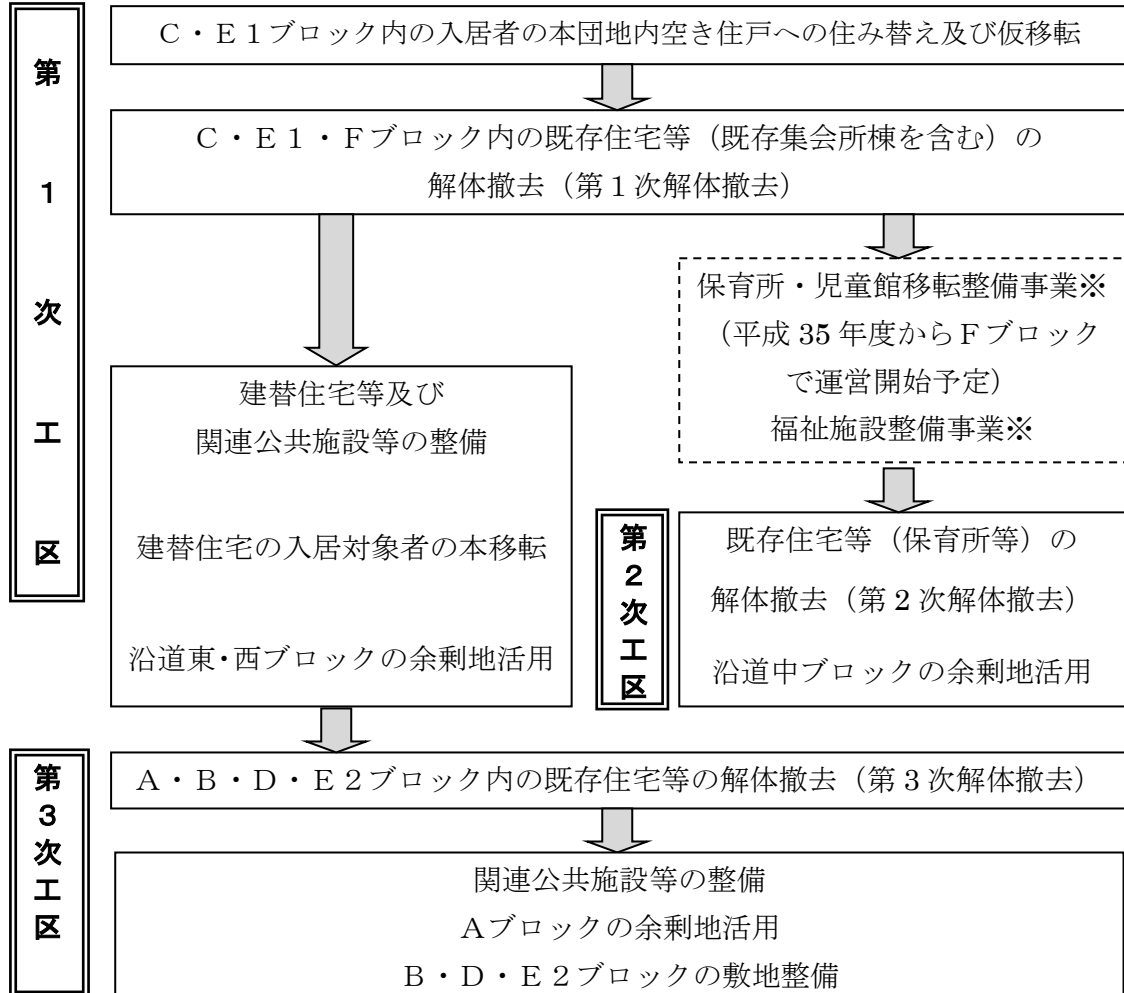 第１次工区
Ｃ・Ｅ１ブロック内の入居者の本団地内空き住戸への住み替え及び仮移転
Ｃ・Ｅ１・Ｆブロック内の既存住宅等（既存集会所棟を含む）の
解体撤去（第１次解体撤去）
建替住宅等及び
関連公共施設等の整備
建替住宅の入居対象者の本移転
沿道東・西ブロックの余剰地活用
保育所・児童館移転整備事業※
（平成 35 年度からＦブロック
で運営開始予定）
福祉施設整備事業※
第２次工区
既存住宅等（保育所等）の
解体撤去（第 2 次解体撤去）
沿道中ブロックの余剰地活用
第３次工区
Ａ・Ｂ・Ｄ・Ｅ２ブロック内の既存住宅等の解体撤去（第 3 次解体撤去）
関連公共施設等の整備
Ａブロックの余剰地活用
Ｂ・Ｄ・Ｅ２ブロックの敷地整備